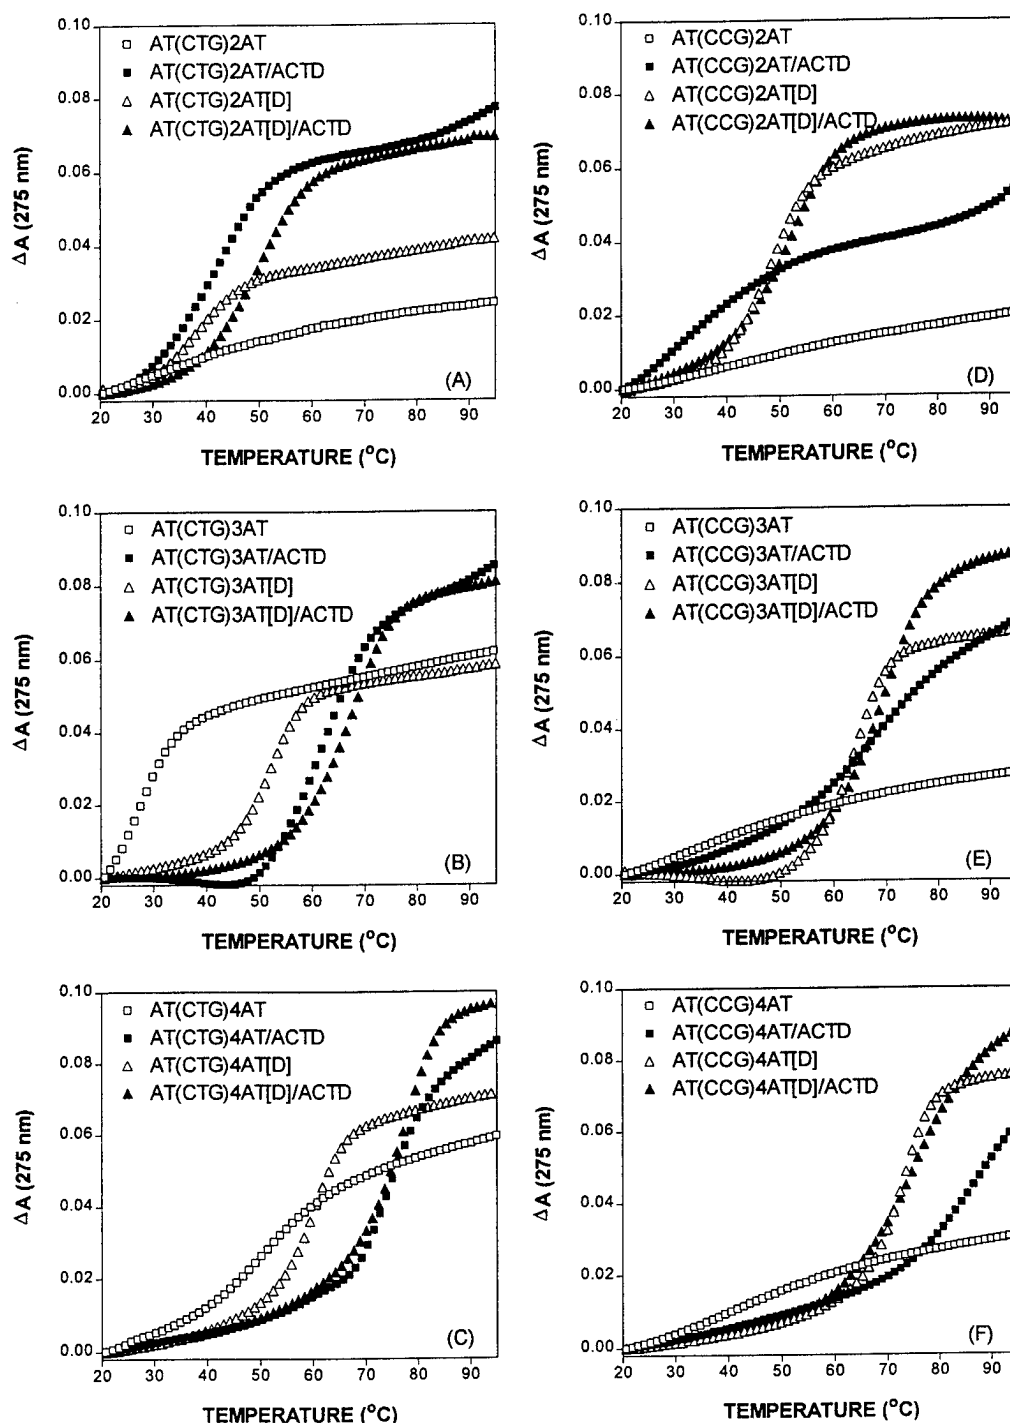 0.10
0.08
0.06
0.04
0.02
0.00
Δ A (275 nm)
□ AT(CTG)2AT
■ AT(CTG)2AT/ACTD
△ AT(CTG)2AT[D]
▲ AT(CTG)2AT[D]/ACTD
(A)
20 30 40 50 60 70 80 90
TEMPERATURE (°C)
0.10
0.08
0.06
0.04
0.02
0.00
Δ A (275 nm)
□ AT(CCG)2AT
■ AT(CCG)2AT/ACTD
△ AT(CCG)2AT[D]
▲ AT(CCG)2AT[D]/ACTD
(D)
20 30 40 50 60 70 80 90
TEMPERATURE (°C)
0.10
0.08
0.06
0.04
0.02
0.00
Δ A (275 nm)
□ AT(CTG)3AT
■ AT(CTG)3AT/ACTD
△ AT(CTG)3AT[D]
▲ AT(CTG)3AT[D]/ACTD
(B)
20 30 40 50 60 70 80 90
TEMPERATURE (°C)
0.10
0.08
0.06
0.04
0.02
0.00
Δ A (275 nm)
□ AT(CCG)3AT
■ AT(CCG)3AT/ACTD
△ AT(CCG)3AT[D]
▲ AT(CCG)3AT[D]/ACTD
(E)
20 30 40 50 60 70 80 90
TEMPERATURE (°C)
0.10
0.08
0.06
0.04
0.02
0.00
Δ A (275 nm)
□ AT(CTG)4AT
■ AT(CTG)4AT/ACTD
△ AT(CTG)4AT[D]
▲ AT(CTG)4AT[D]/ACTD
(C)
20 30 40 50 60 70 80 90
TEMPERATURE (°C)
0.10
0.08
0.06
0.04
0.02
0.00
Δ A (275 nm)
□ AT(CCG)4AT
■ AT(CCG)4AT/ACTD
△ AT(CCG)4AT[D]
▲ AT(CCG)4AT[D]/ACTD
(F)
20 30 40 50 60 70 80 90
TEMPERATURE (°C)